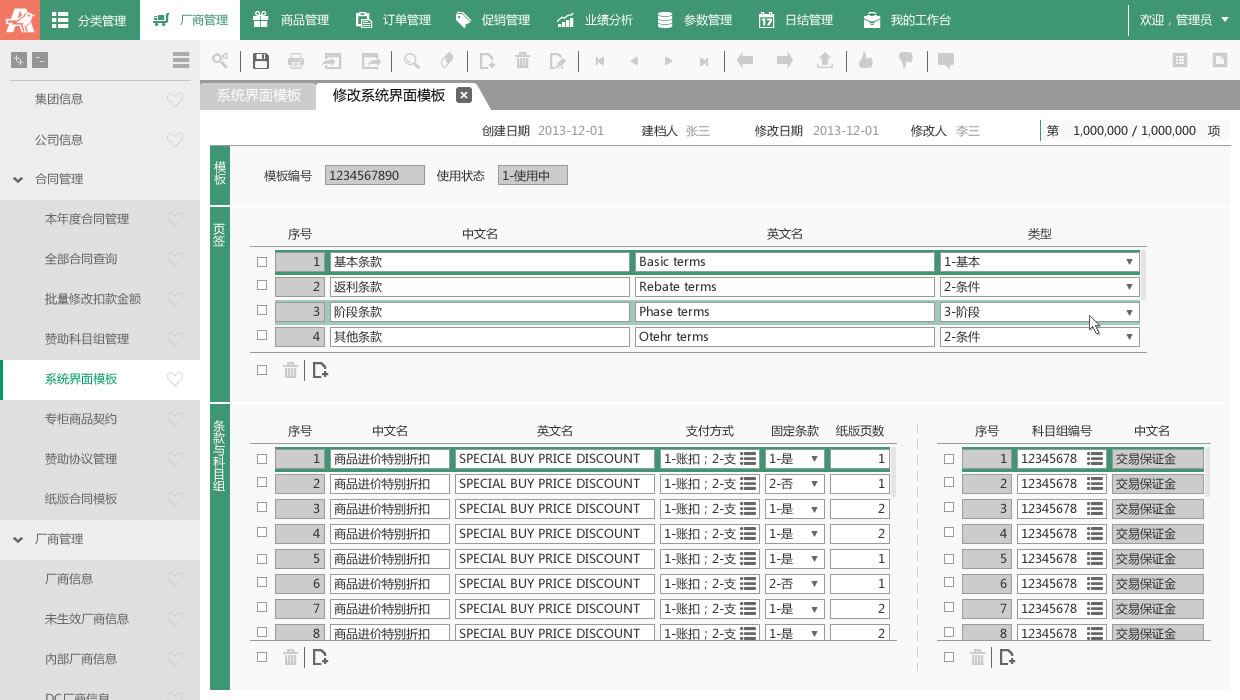 分类管理 厂商管理 商品管理 订单管理 促销管理 业绩分析 参数管理 日结管理 我的工作台 欢迎，管理员
集团信息
公司信息
合同管理
本年度合同管理
全部合同查询
批量修改扣款金额
赞助科目组管理
系统界面模板
专柜商品契约
赞助协议管理
纸版合同模板
厂商管理
厂商信息
未生效厂商信息
内部厂商信息
DC厂商信息
系统界面模板 修改系统界面模板
创建日期 2013-12-01 建档人 张三 修改日期 2013-12-01 修改人 李三 第 1,000,000 / 1,000,000 项
模板
模板编号 1234567890 使用状态 1-使用中
页签
序号 中文名 英文名 类型
1 基本条款 Basic terms 1-基本
2 返利条款 Rebate terms 2-条件
3 阶段条款 Phase terms 3-阶段
4 其他条款 Otehr terms 2-条件
条款与科目组
序号 中文名 英文名 支付方式 固定条款 纸版页数
1 商品进价特别折扣 SPECIAL BUY PRICE DISCOUNT 1-账扣；2-支 1-是 1
2 商品进价特别折扣 SPECIAL BUY PRICE DISCOUNT 1-账扣；2-支 2-否 1
3 商品进价特别折扣 SPECIAL BUY PRICE DISCOUNT 1-账扣；2-支 1-是 2
4 商品进价特别折扣 SPECIAL BUY PRICE DISCOUNT 1-账扣；2-支 1-是 2
5 商品进价特别折扣 SPECIAL BUY PRICE DISCOUNT 1-账扣；2-支 1-是 1
6 商品进价特别折扣 SPECIAL BUY PRICE DISCOUNT 1-账扣；2-支 2-否 1
7 商品进价特别折扣 SPECIAL BUY PRICE DISCOUNT 1-账扣；2-支 1-是 2
8 商品进价特别折扣 SPECIAL BUY PRICE DISCOUNT 1-账扣；2-支 1-是 2
序号 科目组编号 中文名
1 12345678 交易保证金
2 12345678 交易保证金
3 12345678 交易保证金
4 12345678 交易保证金
5 12345678 交易保证金
6 12345678 交易保证金
7 12345678 交易保证金
8 12345678 交易保证金